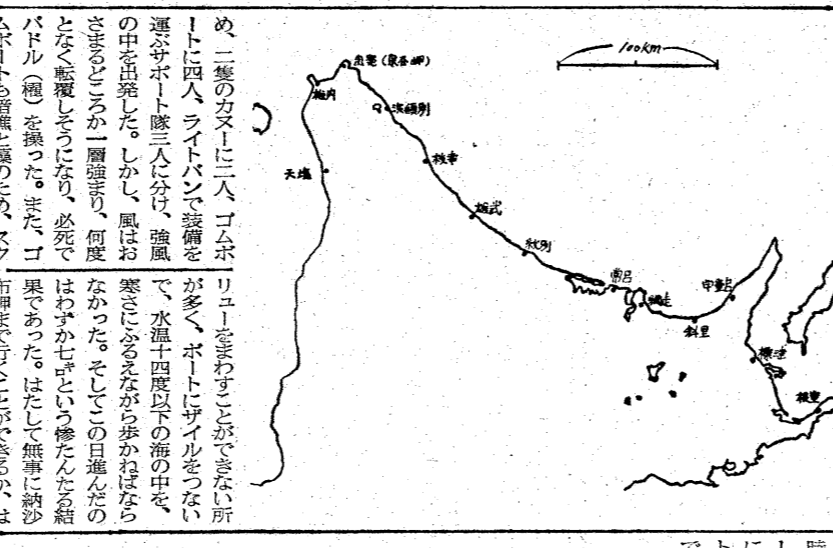 め、二隻のカヌーに二人、ゴムボ
ートに四人、ライトバンで装備を
運ぶサポート隊三人に分け、強風
の中を出発した。しかし、風はお
さまるどころか一層強まり、何度
となく転覆しそうになり、必死で
パドル（櫂）を操った。また、ゴ
ムボートも暗礁と藻のため、スク
リューをまわすことができない所
が多く、ボートにザイルをつない
で、水温十四度以下の海の中を、
寒さにふるえながら歩かねばなら
なかった。そしてこの日進んだの
はわずか七㌔という惨たんたる結
果であった。はたして無事に納沙
布岬まで行くことができるか、は
100km
稚内
浜頓別
天塩
枝幸
雄武
紋別
常呂
網走
斜里
標津
根室